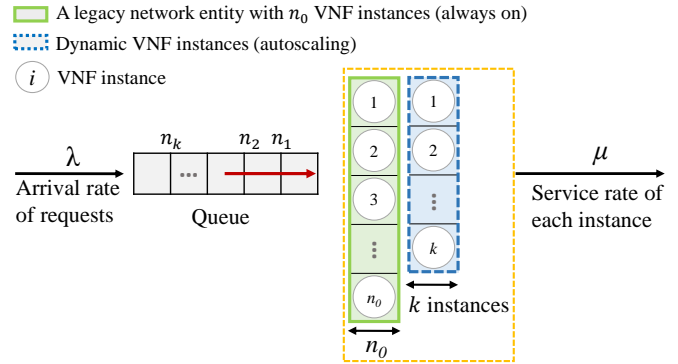 A legacy network entity with n₀ VNF instances (always on)
Dynamic VNF instances (autoscaling)
i VNF instance
λ
Arrival rate
of requests
nₖ n₂ n₁
...
Queue
1
2
3
⋮
n₀
n₀
1
2
⋮
k
k instances
μ
Service rate of
each instance